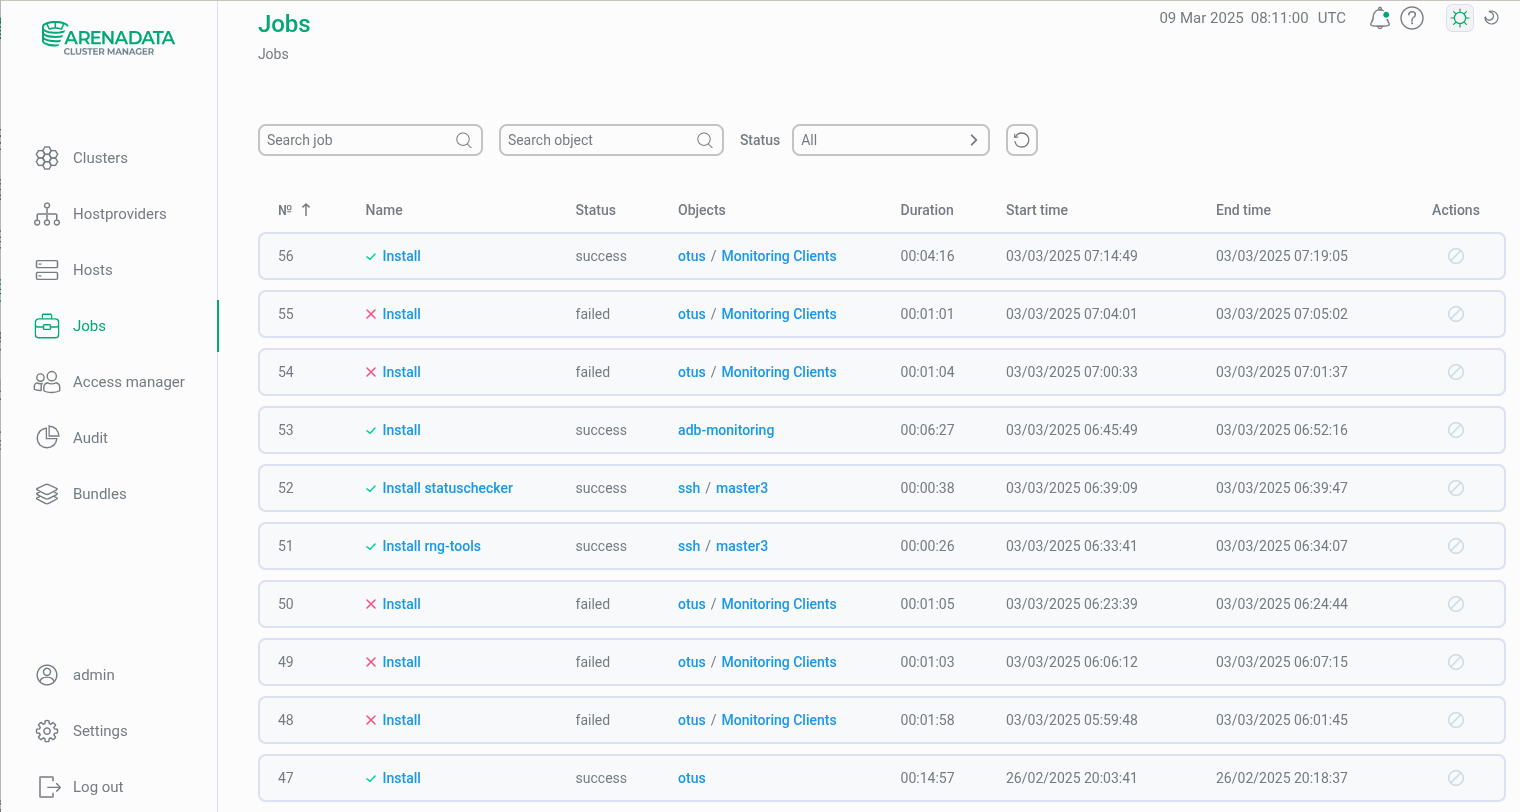 ARENADATA
CLUSTER MANAGER
Clusters
Hostproviders
Hosts
Jobs
Access manager
Audit
Bundles
admin
Settings
Log out
Jobs
09 Mar 2025 08:11:00 UTC
Jobs
Search job
Search object
Status
All
№ Name Status Objects Duration Start time End time Actions
56 Install success otus / Monitoring Clients 00:04:16 03/03/2025 07:14:49 03/03/2025 07:19:05
55 Install failed otus / Monitoring Clients 00:01:01 03/03/2025 07:04:01 03/03/2025 07:05:02
54 Install failed otus / Monitoring Clients 00:01:04 03/03/2025 07:00:33 03/03/2025 07:01:37
53 Install success adb-monitoring 00:06:27 03/03/2025 06:45:49 03/03/2025 06:52:16
52 Install statuschecker success ssh / master3 00:00:38 03/03/2025 06:39:09 03/03/2025 06:39:47
51 Install rng-tools success ssh / master3 00:00:26 03/03/2025 06:33:41 03/03/2025 06:34:07
50 Install failed otus / Monitoring Clients 00:01:05 03/03/2025 06:23:39 03/03/2025 06:24:44
49 Install failed otus / Monitoring Clients 00:01:03 03/03/2025 06:06:12 03/03/2025 06:07:15
48 Install failed otus / Monitoring Clients 00:01:58 03/03/2025 05:59:48 03/03/2025 06:01:45
47 Install success otus 00:14:57 26/02/2025 20:03:41 26/02/2025 20:18:37